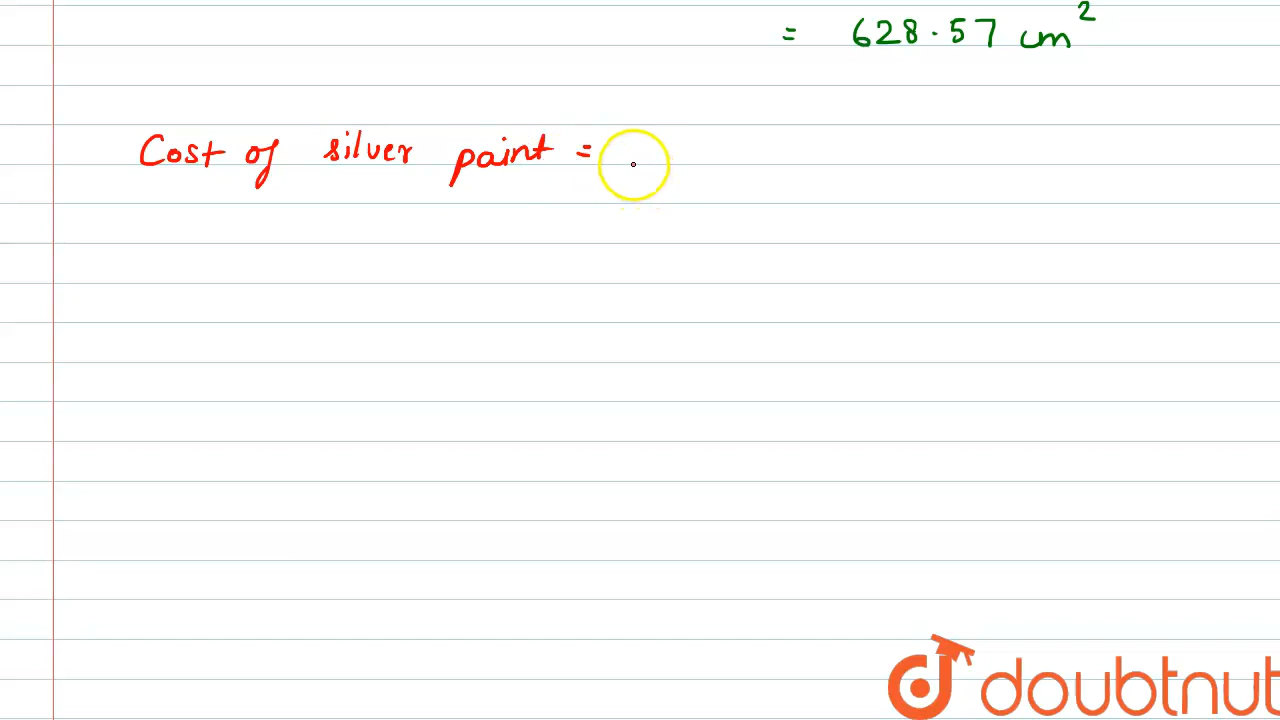 = 628.57 cm²
Cost of silver paint =
doubtnut